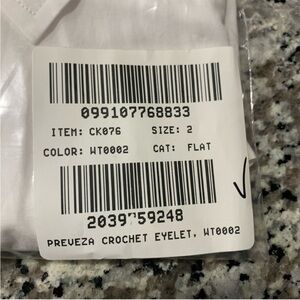 099107768833
ITEM: CK076 SIZE: 2
COLOR: WT0002 CAT: FLAT
PREVEZA CROCHET EYELET, WT0002